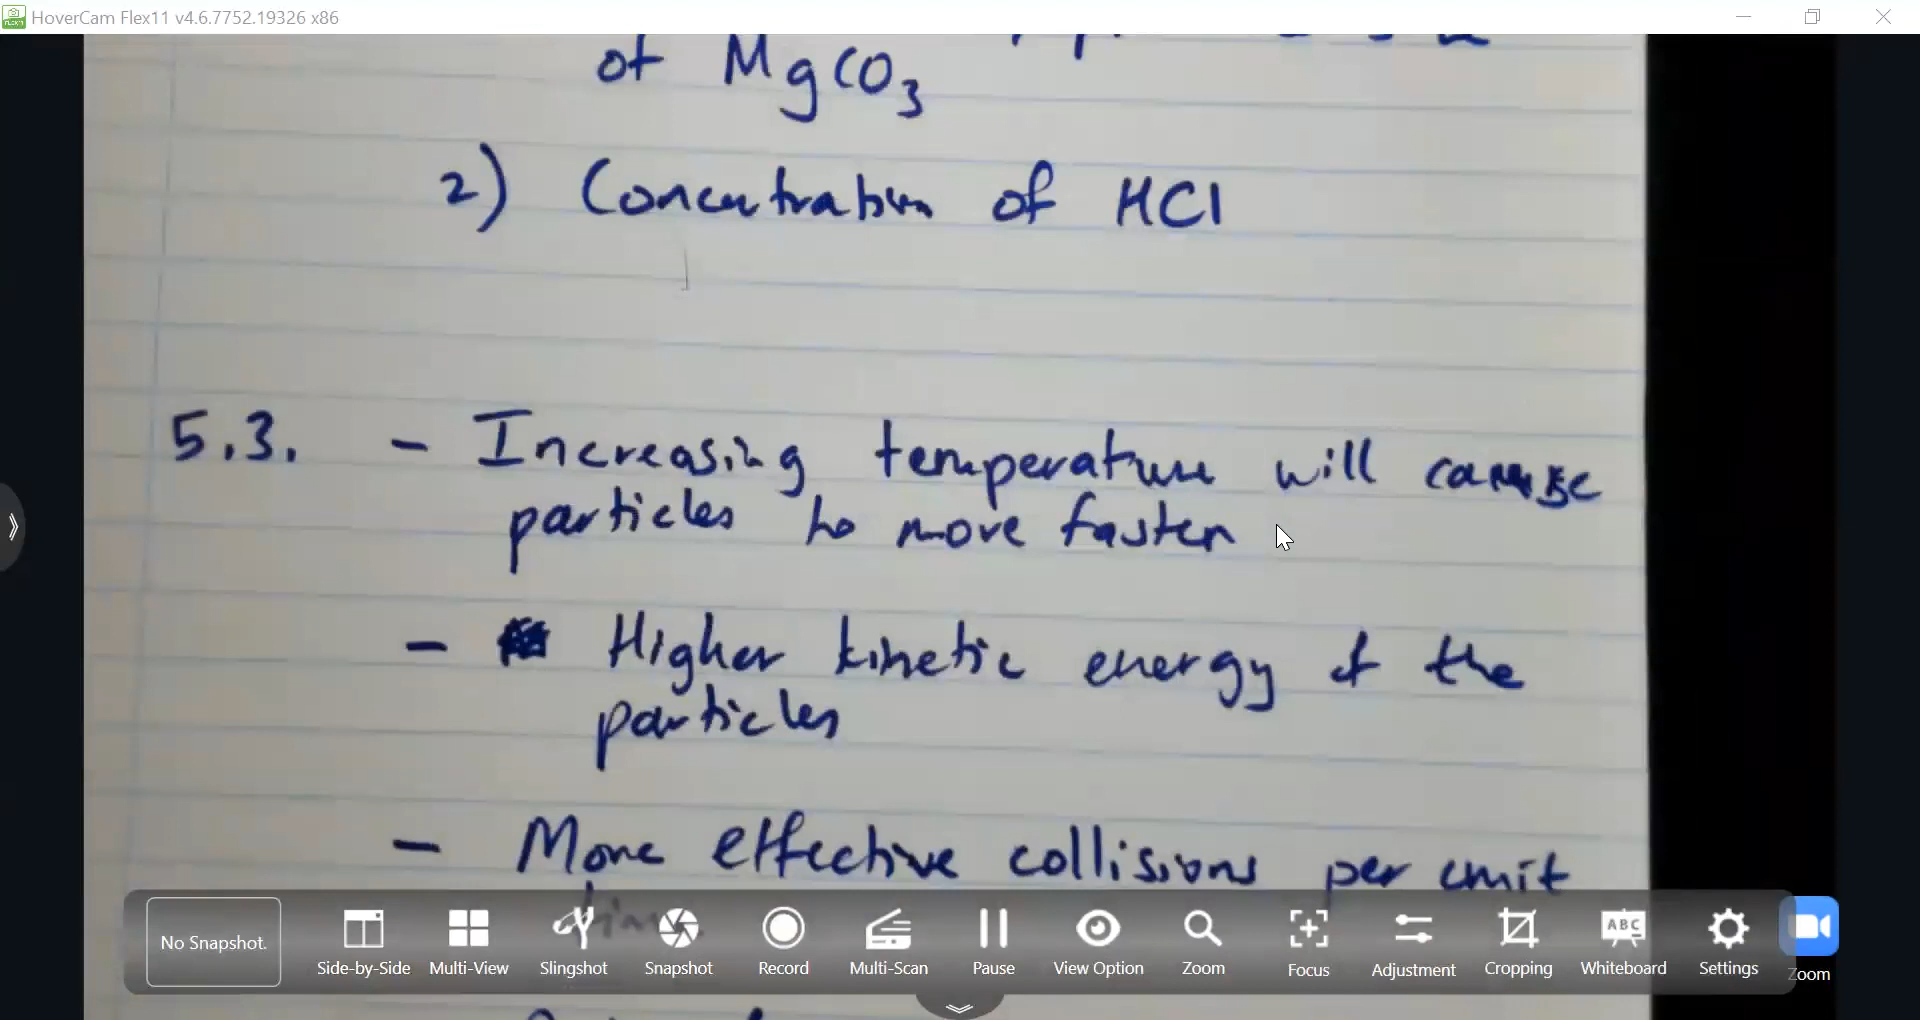 HoverCam Flex11 v4.6.7752.19326 x86
of MgCO3
2) Concentration of HCl
5.3. - Increasing temperature will cause
particles to move faster
- Higher kinetic energy of the
particles
- More effective collisions per unit
time.
No Snapshot.
Side-by-Side Multi-View Slingshot Snapshot Record Multi-Scan Pause View Option Zoom Focus Adjustment Cropping Whiteboard Settings Zoom
ABC